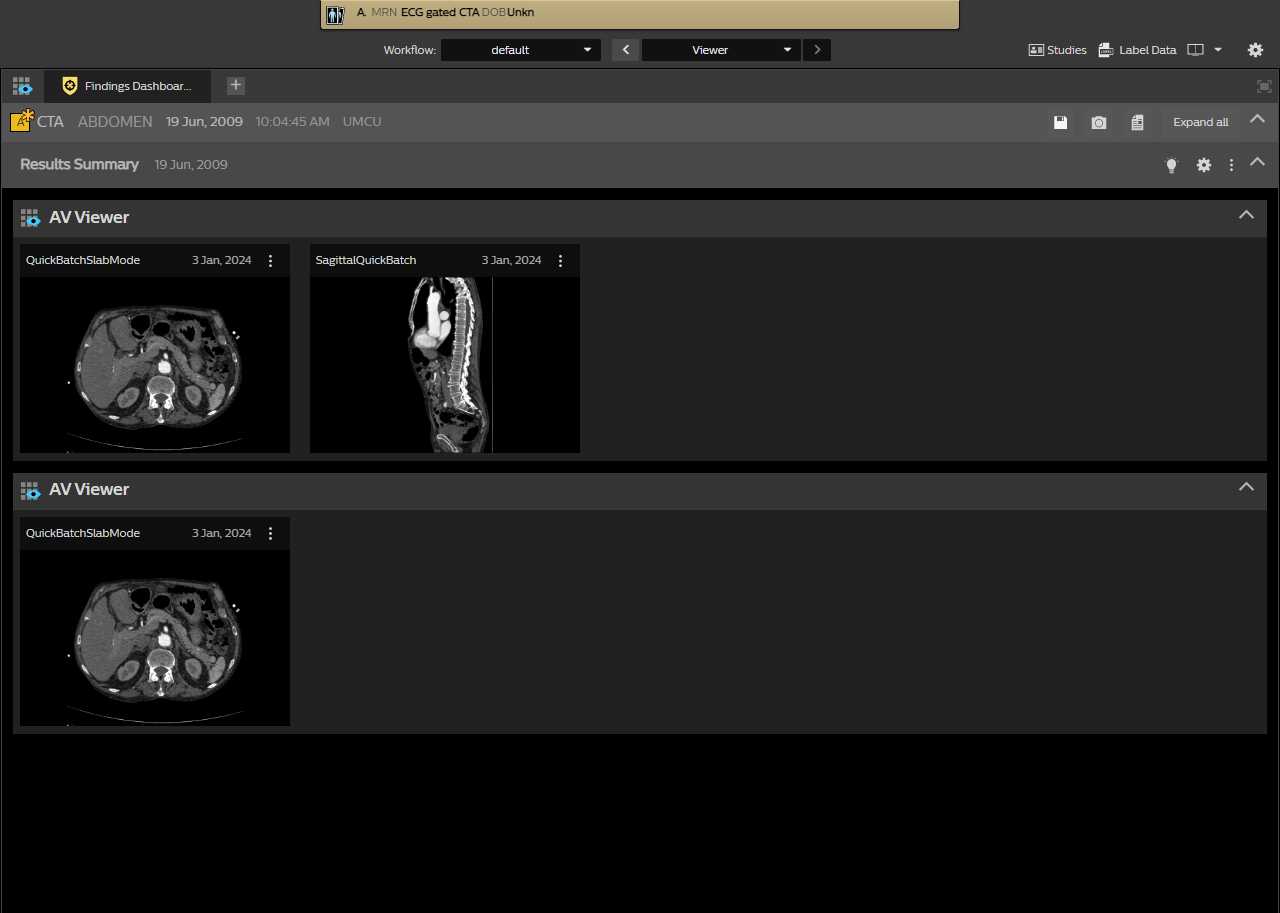 A. MRN ECG gated CTA DOB Unkn
Workflow: default Viewer Studies Label Data
Findings Dashboar... +
A CTA ABDOMEN 19 Jun, 2009 10:04:45 AM UMCU Expand all
Results Summary 19 Jun, 2009
AV Viewer
QuickBatchSlabMode 3 Jan, 2024 SagittalQuickBatch 3 Jan, 2024
AV Viewer
QuickBatchSlabMode 3 Jan, 2024